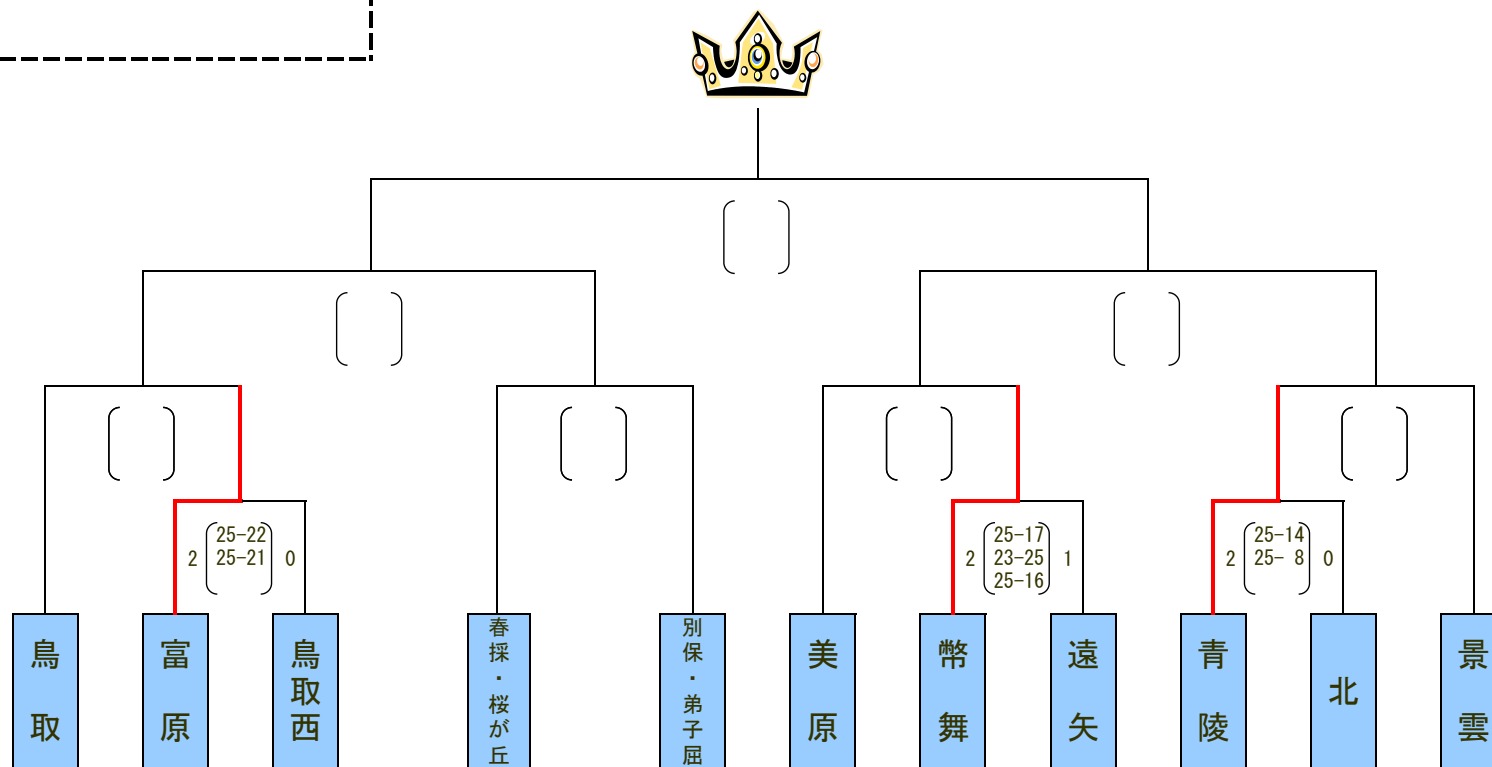 25-22
2 25-21 0
25-17
2 23-25 1
25-16
25-14
2 25- 8 0
鳥取
富原
鳥取西
春採・桜が丘
別保・弟子屈
美原
幣舞
遠矢
青陵
北
景雲